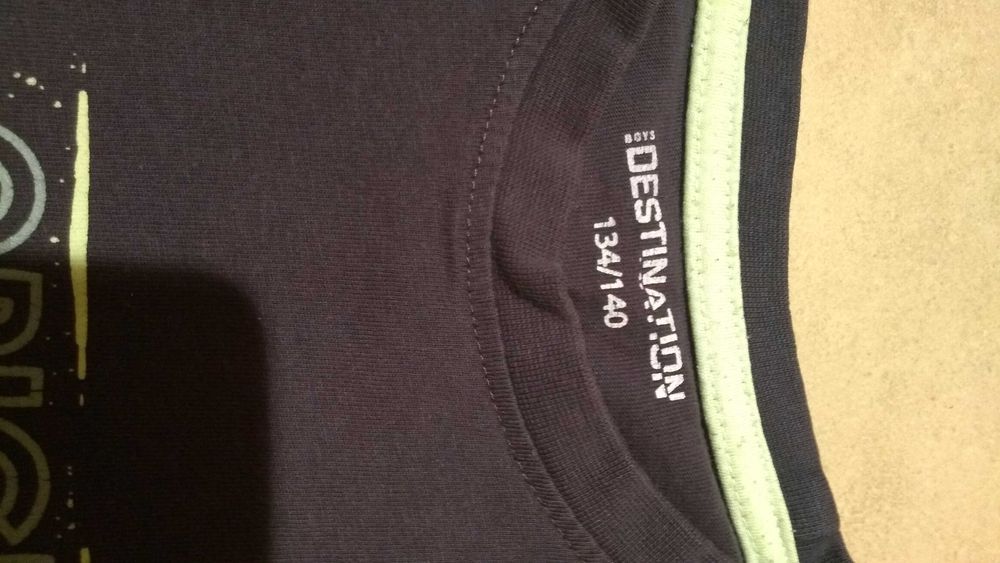 BOYS
DESTINATION
134/140